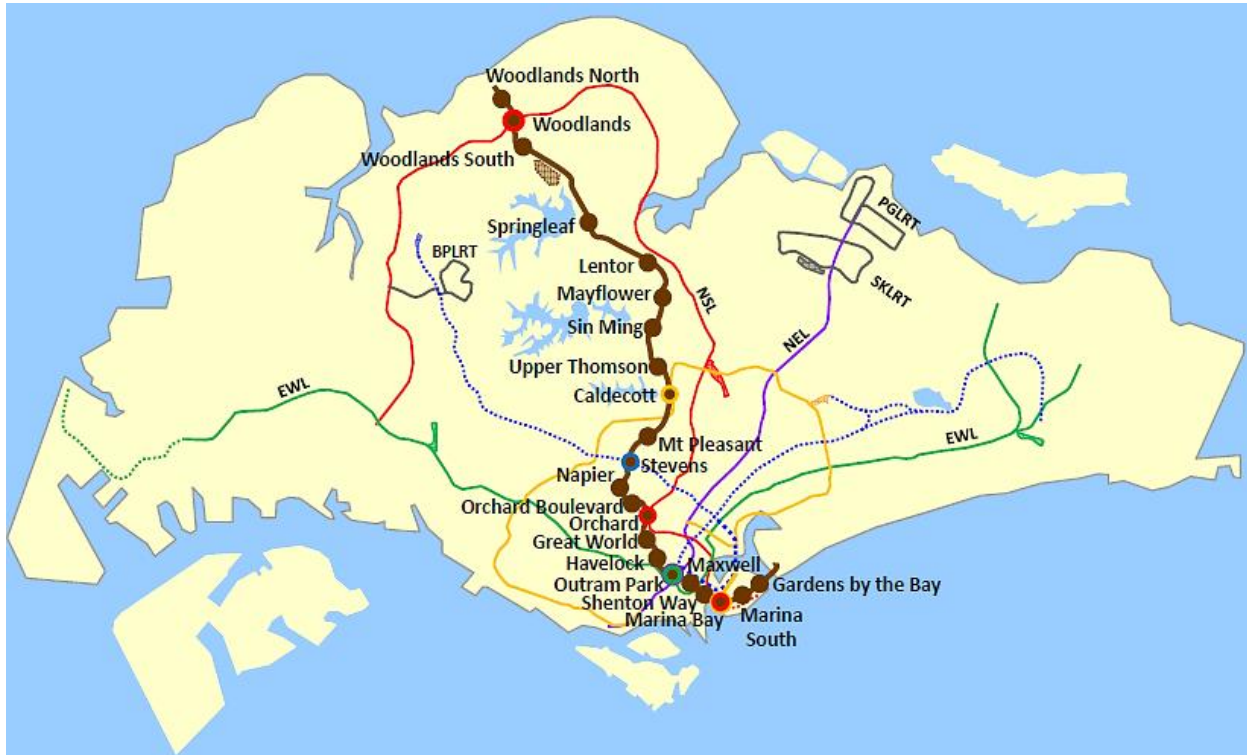 Woodlands North
Woodlands
Woodlands South
PGLRT
Springleaf
BPLRT
Lentor
SKLRT
Mayflower
NSL
Sin Ming
NEL
Upper Thomson
EWL
Caldecott
Mt Pleasant
EWL
Stevens
Napier
Orchard Boulevard
Orchard
Great World
Havelock
Maxwell
Outram Park
Gardens by the Bay
Shenton Way
Marina Bay
Marina
South